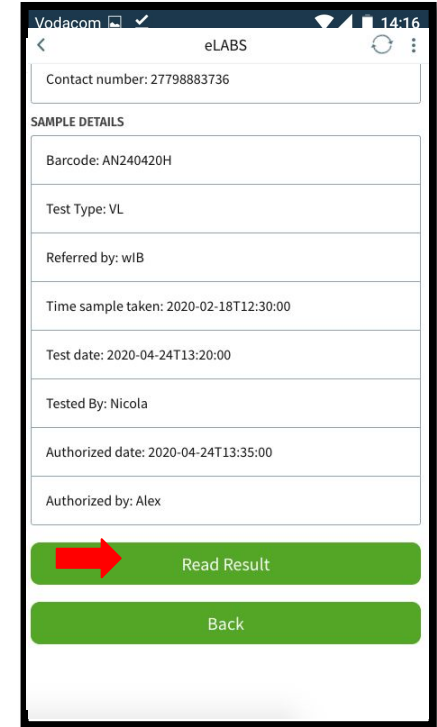 Vodacom 14:16
eLABS
Contact number: 27798883736
SAMPLE DETAILS
Barcode: AN240420H
Test Type: VL
Referred by: wIB
Time sample taken: 2020-02-18T12:30:00
Test date: 2020-04-24T13:20:00
Tested By: Nicola
Authorized date: 2020-04-24T13:35:00
Authorized by: Alex
Read Result
Back